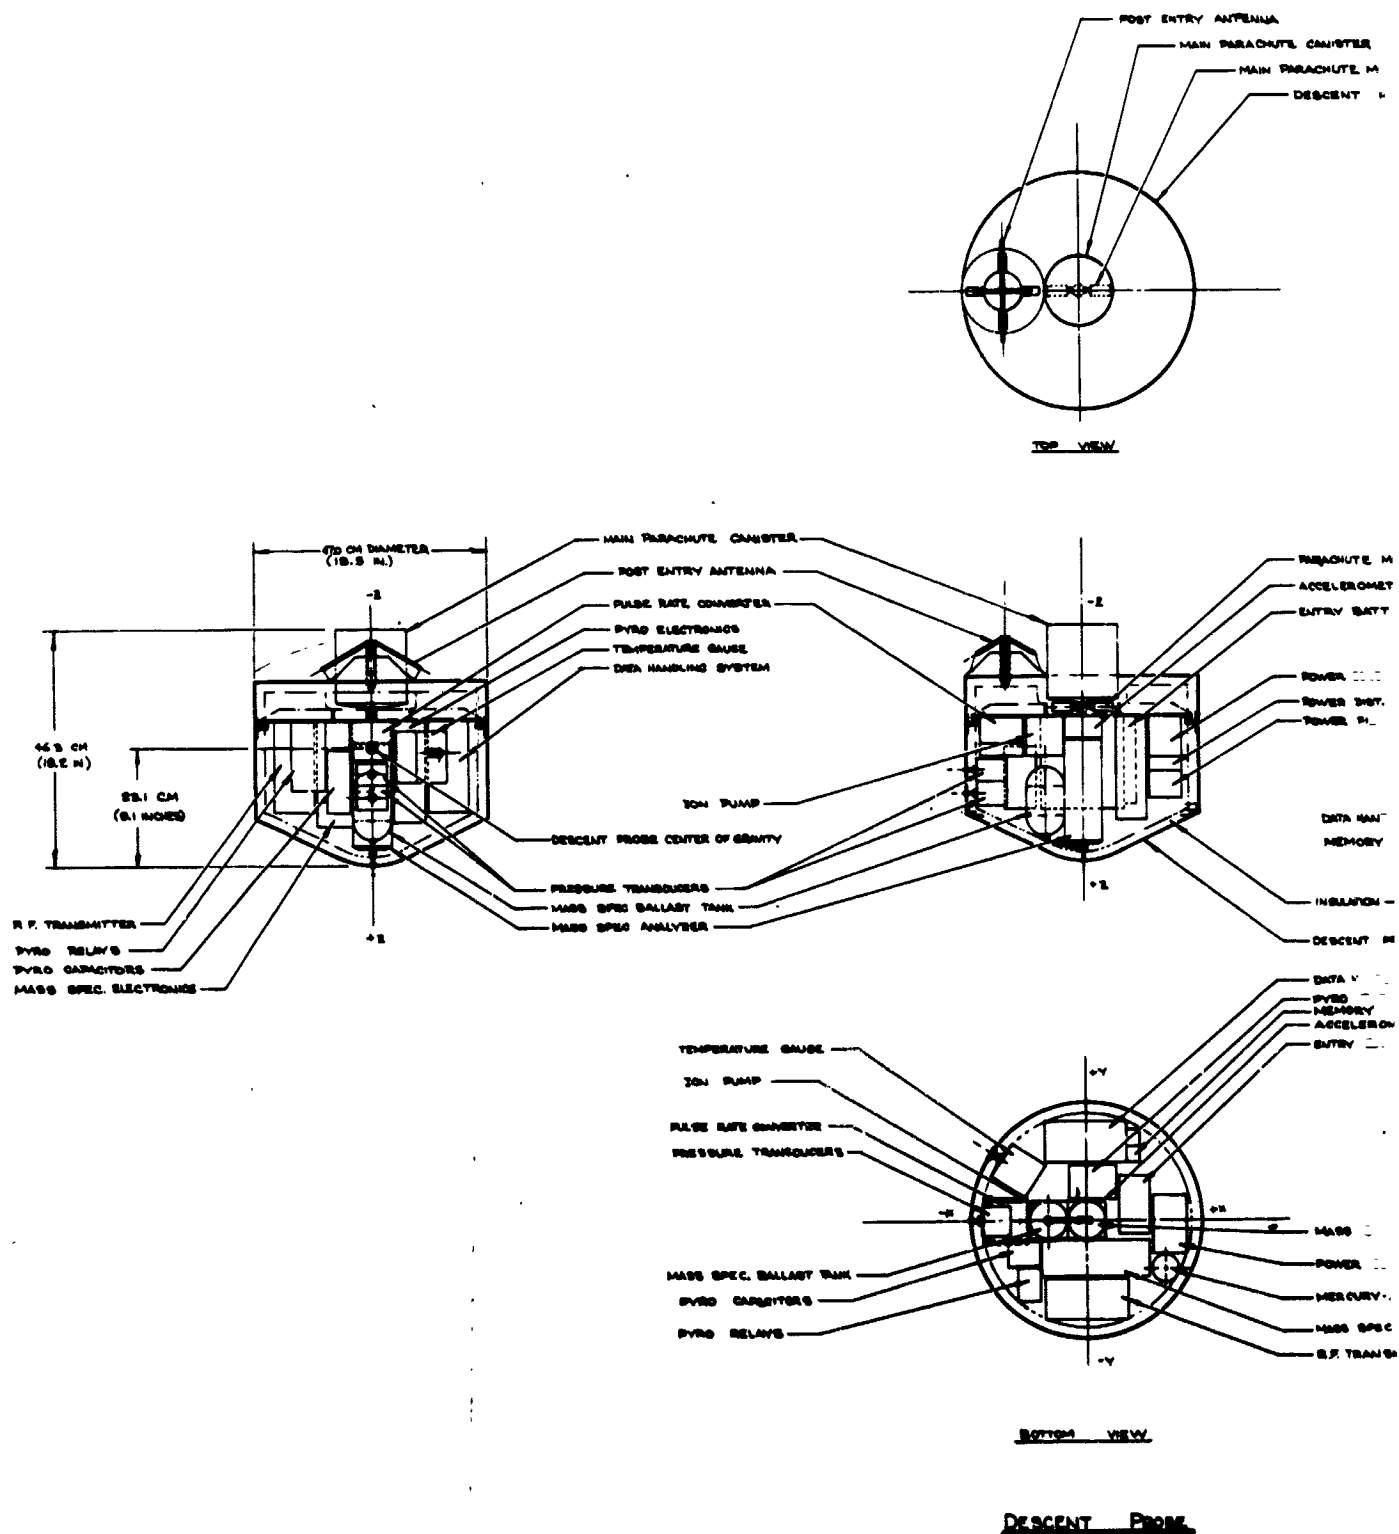 POST ENTRY ANTENNA
MAIN PARACHUTE CANISTER
MAIN PARACHUTE M
DESCENT
TOP VIEW
47.0 CM DIAMETER
(18.5 IN.)
-Z
46.3 CM
(18.2 IN)
23.1 CM
(9.1 INCHES)
+Z
MAIN PARACHUTE CANISTER
POST ENTRY ANTENNA
PULSE RATE CONVERTER
PYRO ELECTRONICS
TEMPERATURE GAUGE
DATA HANDLING SYSTEM
ION PUMP
DESCENT PROBE CENTER OF GRAVITY
PRESSURE TRANSDUCERS
MASS SPEC BALLAST TANK
MASS SPEC ANALYZER
R.F. TRANSMITTER
PYRO RELAYS
PYRO CAPACITORS
MASS SPEC. ELECTRONICS
-Z
+Z
PARACHUTE M
ACCELEROMET
ENTRY BATT
POWER
POWER DIST.
POWER FI
DATA HAN
MEMORY
INSULATION
DESCENT
DATA
PYRO
MEMORY
ACCELEROM
ENTRY
TEMPERATURE GAUGE
ION PUMP
PULSE RATE CONVERTER
PRESSURE TRANSDUCERS
+Y
-X
+X
MASS SPEC. BALLAST TANK
PYRO CAPACITORS
PYRO RELAYS
MASS
POWER
MERCURY
MASS SPEC
R.F. TRANSM
-Y
BOTTOM VIEW
DESCENT PROBE